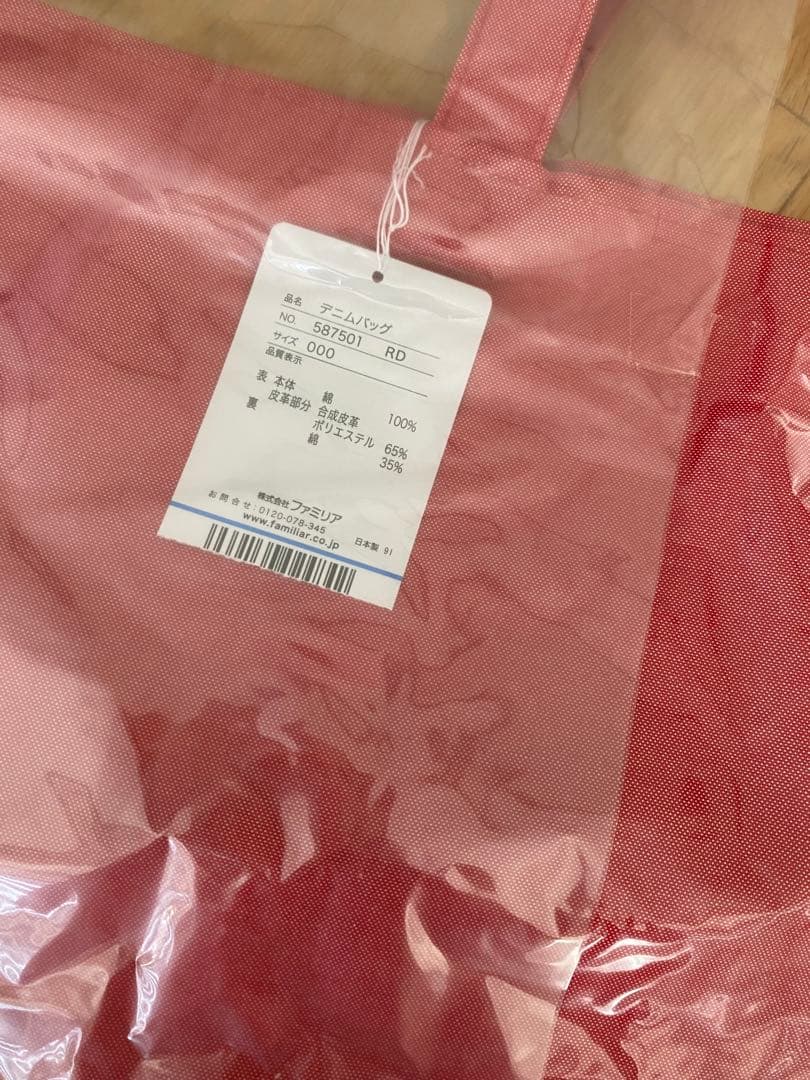 品名 デニムバッグ
NO. 587501 RD
サイズ 000
品質表示
表 本体 綿 100%
皮革部分 合成皮革
裏 ポリエステル 65%
綿 35%
株式会社ファミリア
お問合せ:0120-078-345
www.familiar.co.jp 日本製 91